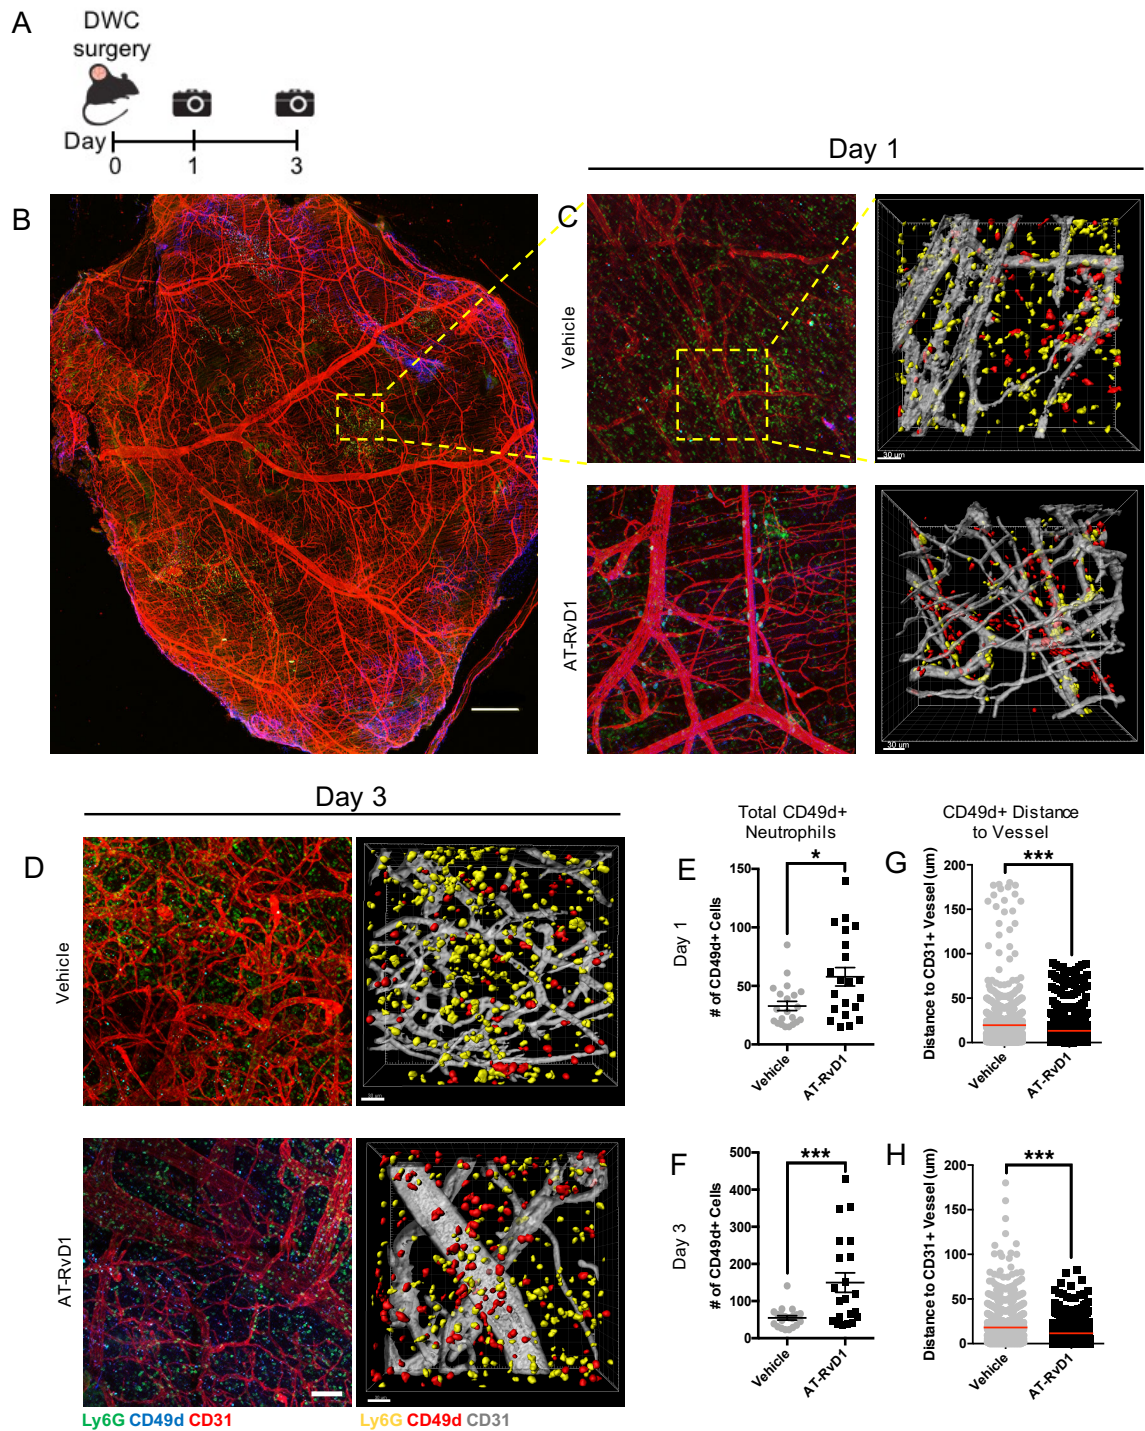 A
DWC
surgery
Day
0
1
3
Day 1
B
C
Vehicle
30 um
AT-RvD1
30 um
Day 3
D
Vehicle
AT-RvD1
Ly6G CD49d CD31
Ly6G CD49d CD31
Total CD49d+
Neutrophils
CD49d+ Distance
to Vessel
E
Day 1
# of CD49d+ Cells
150
100
50
0
*
Vehicle
AT-RvD1
G
Distance to CD31+ Vessel (um)
200
150
100
50
0
***
Vehicle
AT-RvD1
F
Day 3
# of CD49d+ Cells
500
400
300
200
100
0
***
Vehicle
AT-RvD1
H
Distance to CD31+ Vessel (um)
200
150
100
50
0
***
Vehicle
AT-RvD1